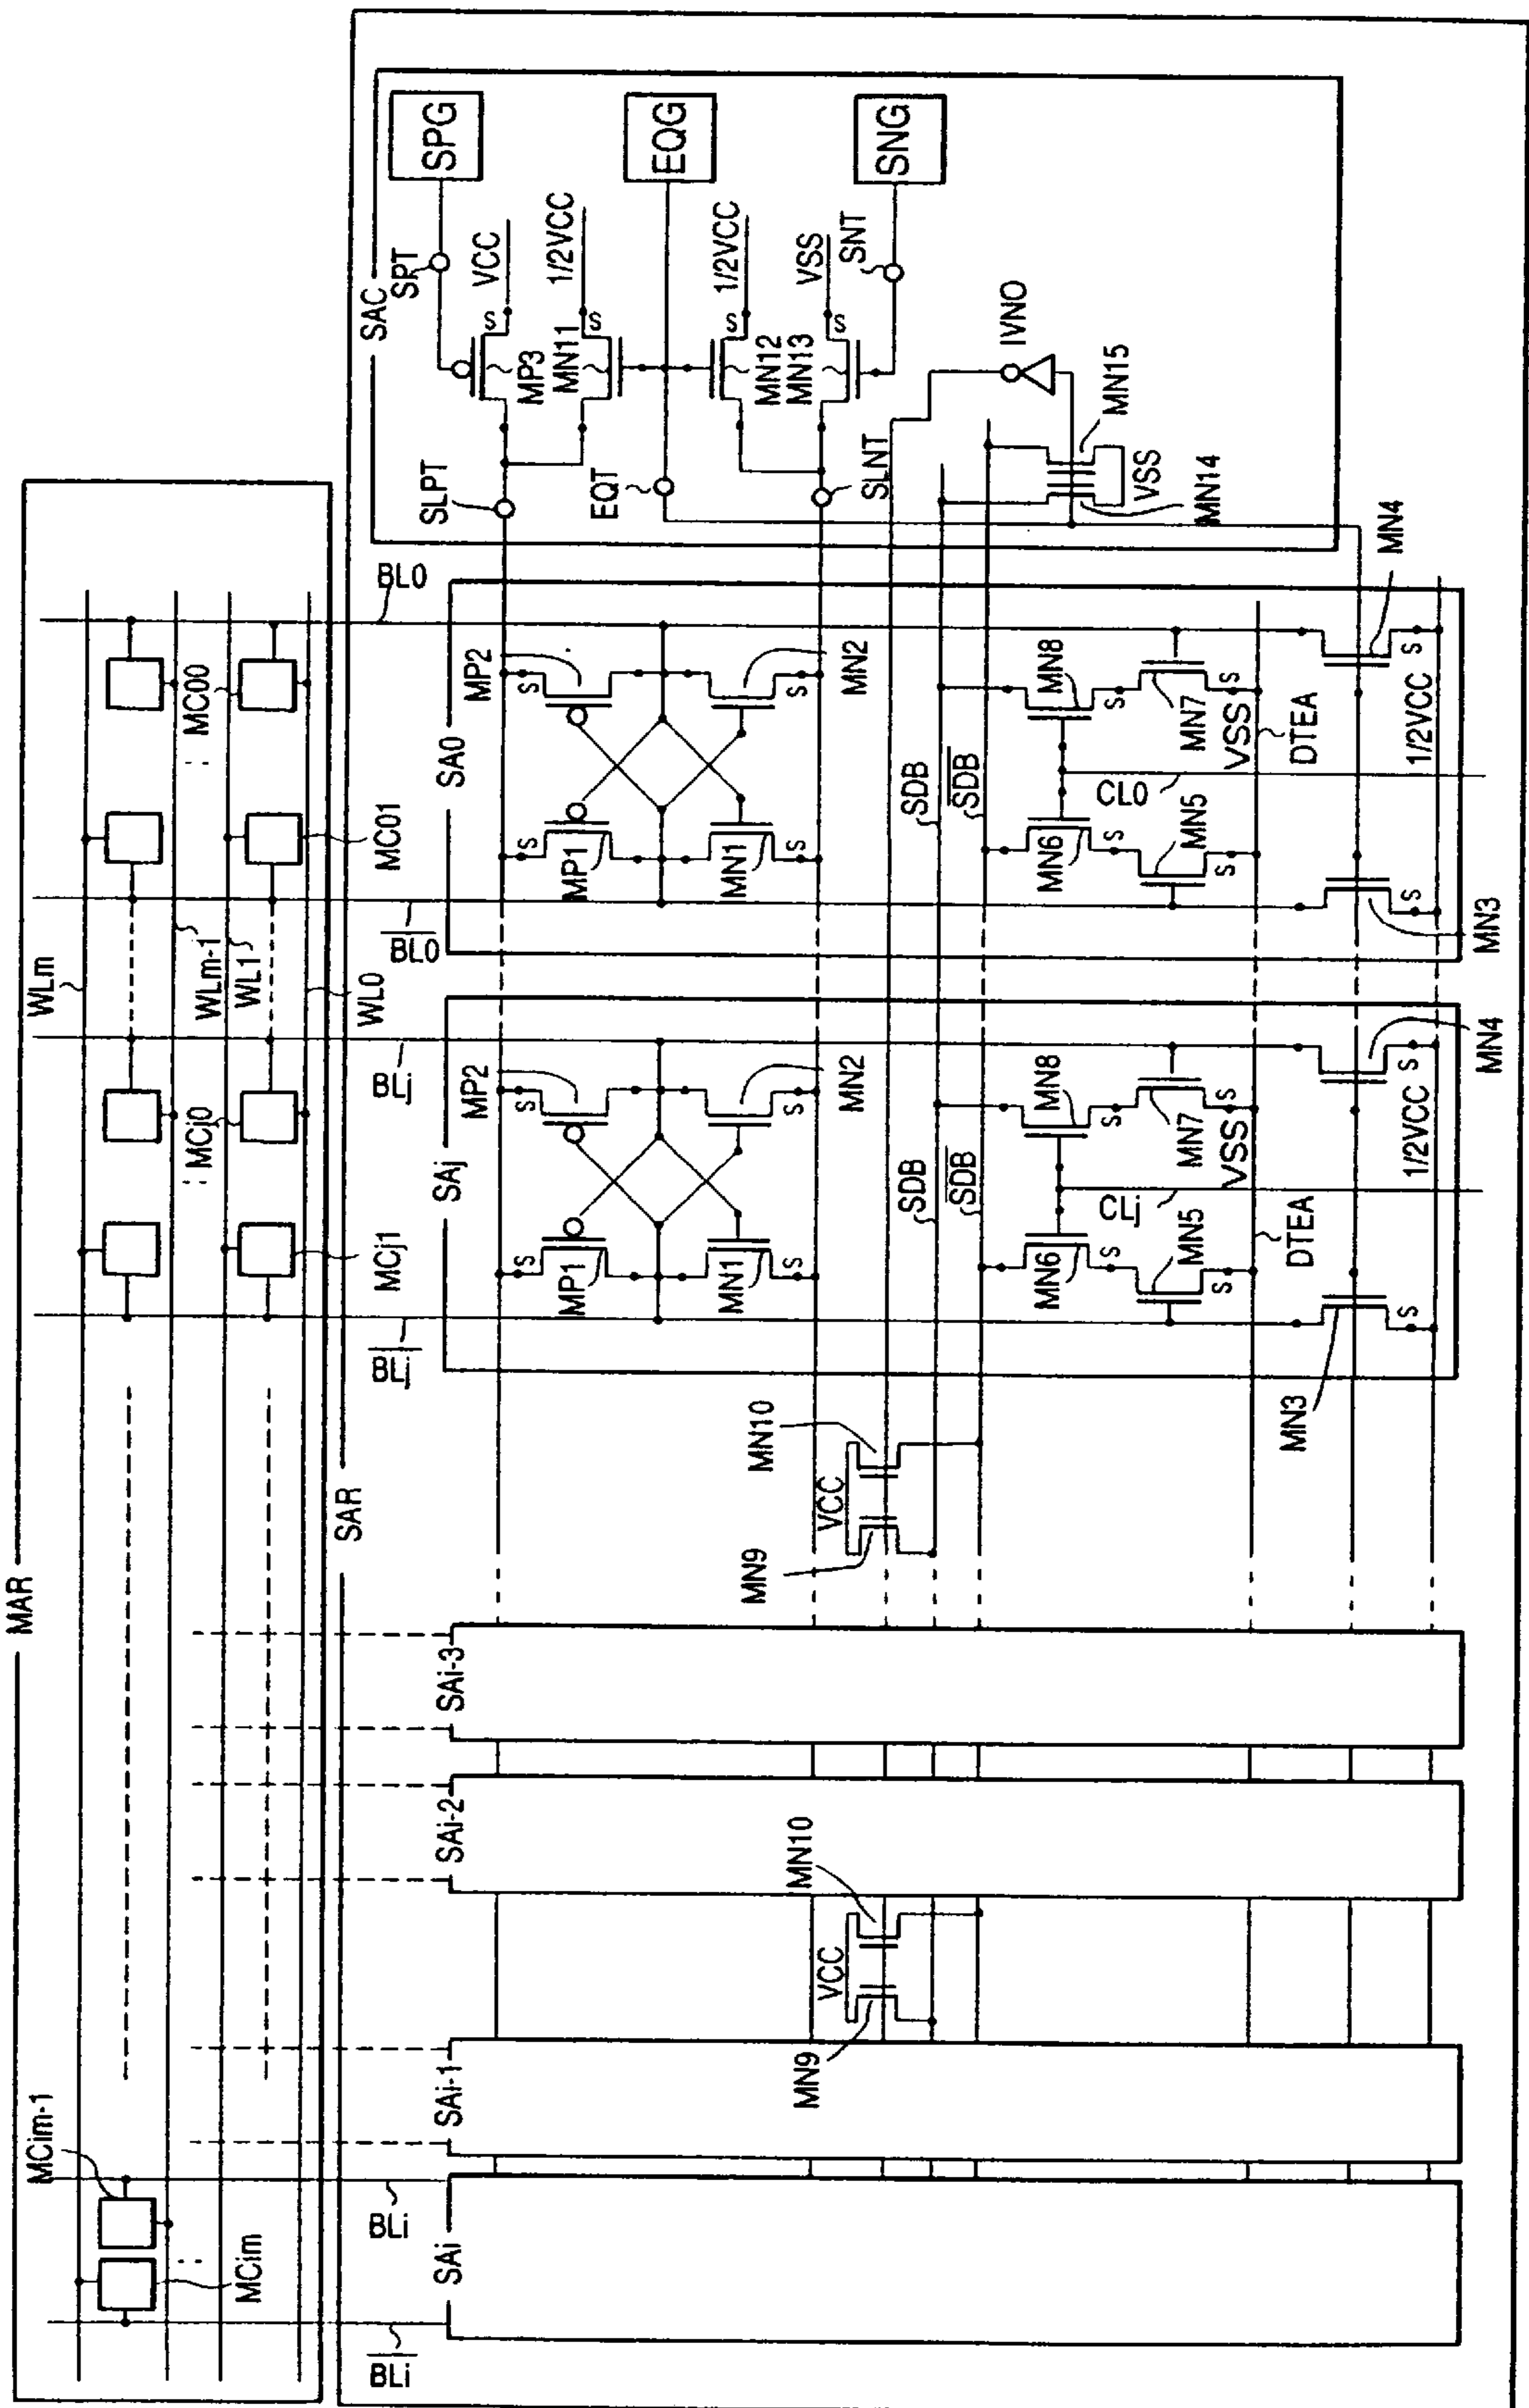 MAR
WLm
WLm-1
WL1
WL0
MC00
MC01
MCj0
MCj1
MCim-1
MCim
: :
: :
: :
BL0
BL0
BLj
BLj
BLi
BLi
SAR
SAC
SPG
EQG
SNG
SPT
VCC
1/2VCC
1/2VCC
VSS
SNT
MP3
MN11
MN12
MN13
SLPT
EQT
SLNT
IVNO
MN15
VSS
MN14
SA0
MP2
MN2
MP1
MN1
S
S
S
S
SDB
SDB
MN8
MN6
MN7
MN5
VSS
DTEA
CL0
1/2VCC
MN4
MN3
SAj
MP2
MN2
MP1
MN1
SDB
SDB
MN8
MN6
MN7
MN5
VSS
DTEA
CLj
1/2VCC
MN4
MN3
MN10
VCC
MN9
SAi-3
SAi-2
MN10
VCC
MN9
SAi-1
SAi